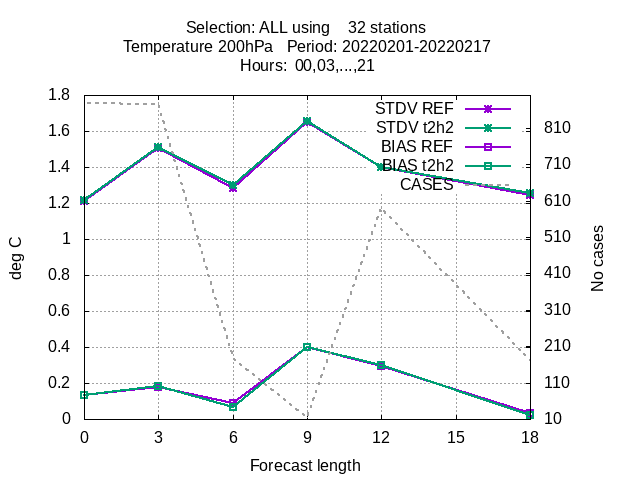 Selection: ALL using    32 stations
Temperature 200hPa   Period: 20220201-20220217
Hours:  00,03,...,21
STDV REF
STDV t2h2
BIAS REF
BIAS t2h2
CASES
1.8
1.6
1.4
1.2
1
0.8
0.6
0.4
0.2
0
deg C
810
710
610
510
410
310
210
110
10
No cases
0 3 6 9 12 15 18
Forecast length